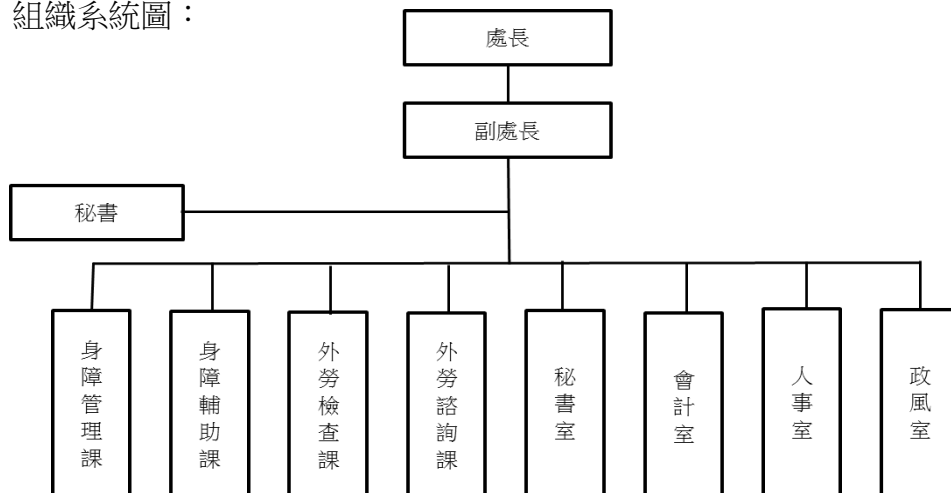 組織系統圖：
處長
副處長
秘書
身障管理課
身障輔助課
外勞檢查課
外勞諮詢課
秘書室
會計室
人事室
政風室